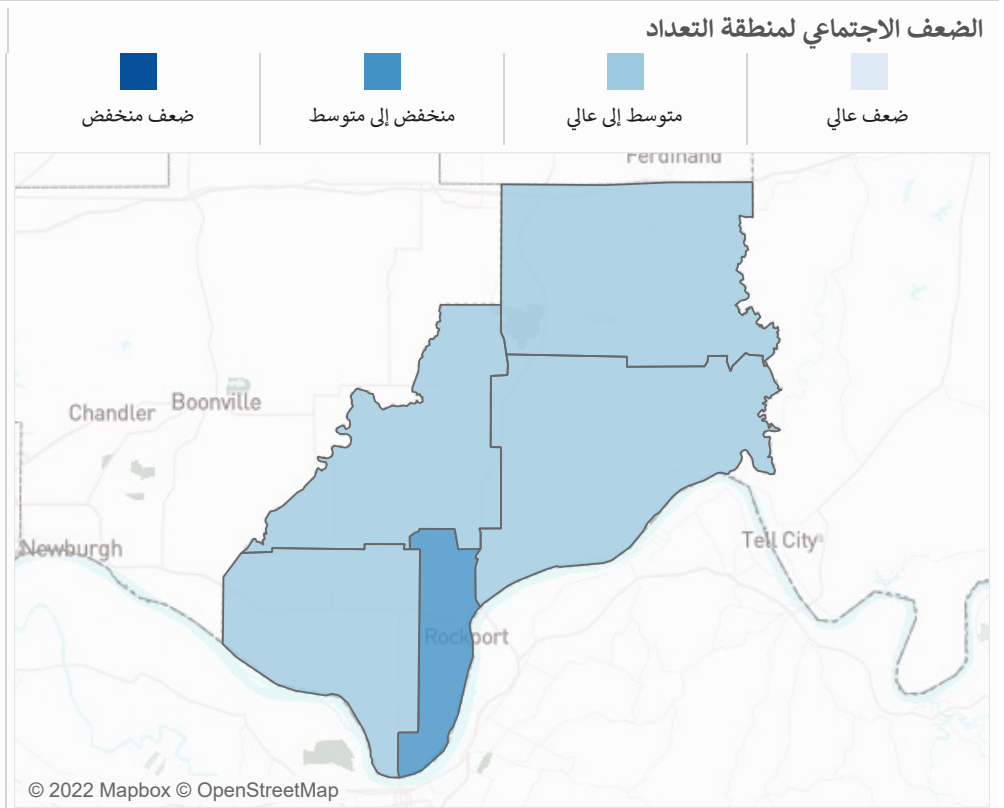 الضعف الاجتماعي لمنطقة التعداد
ضعف عالي
متوسط إلى عالي
منخفض إلى متوسط
ضعف منخفض
Ferdinand
Boonville
Chandler
Newburgh
Tell City
Rockport
© 2022 Mapbox © OpenStreetMap